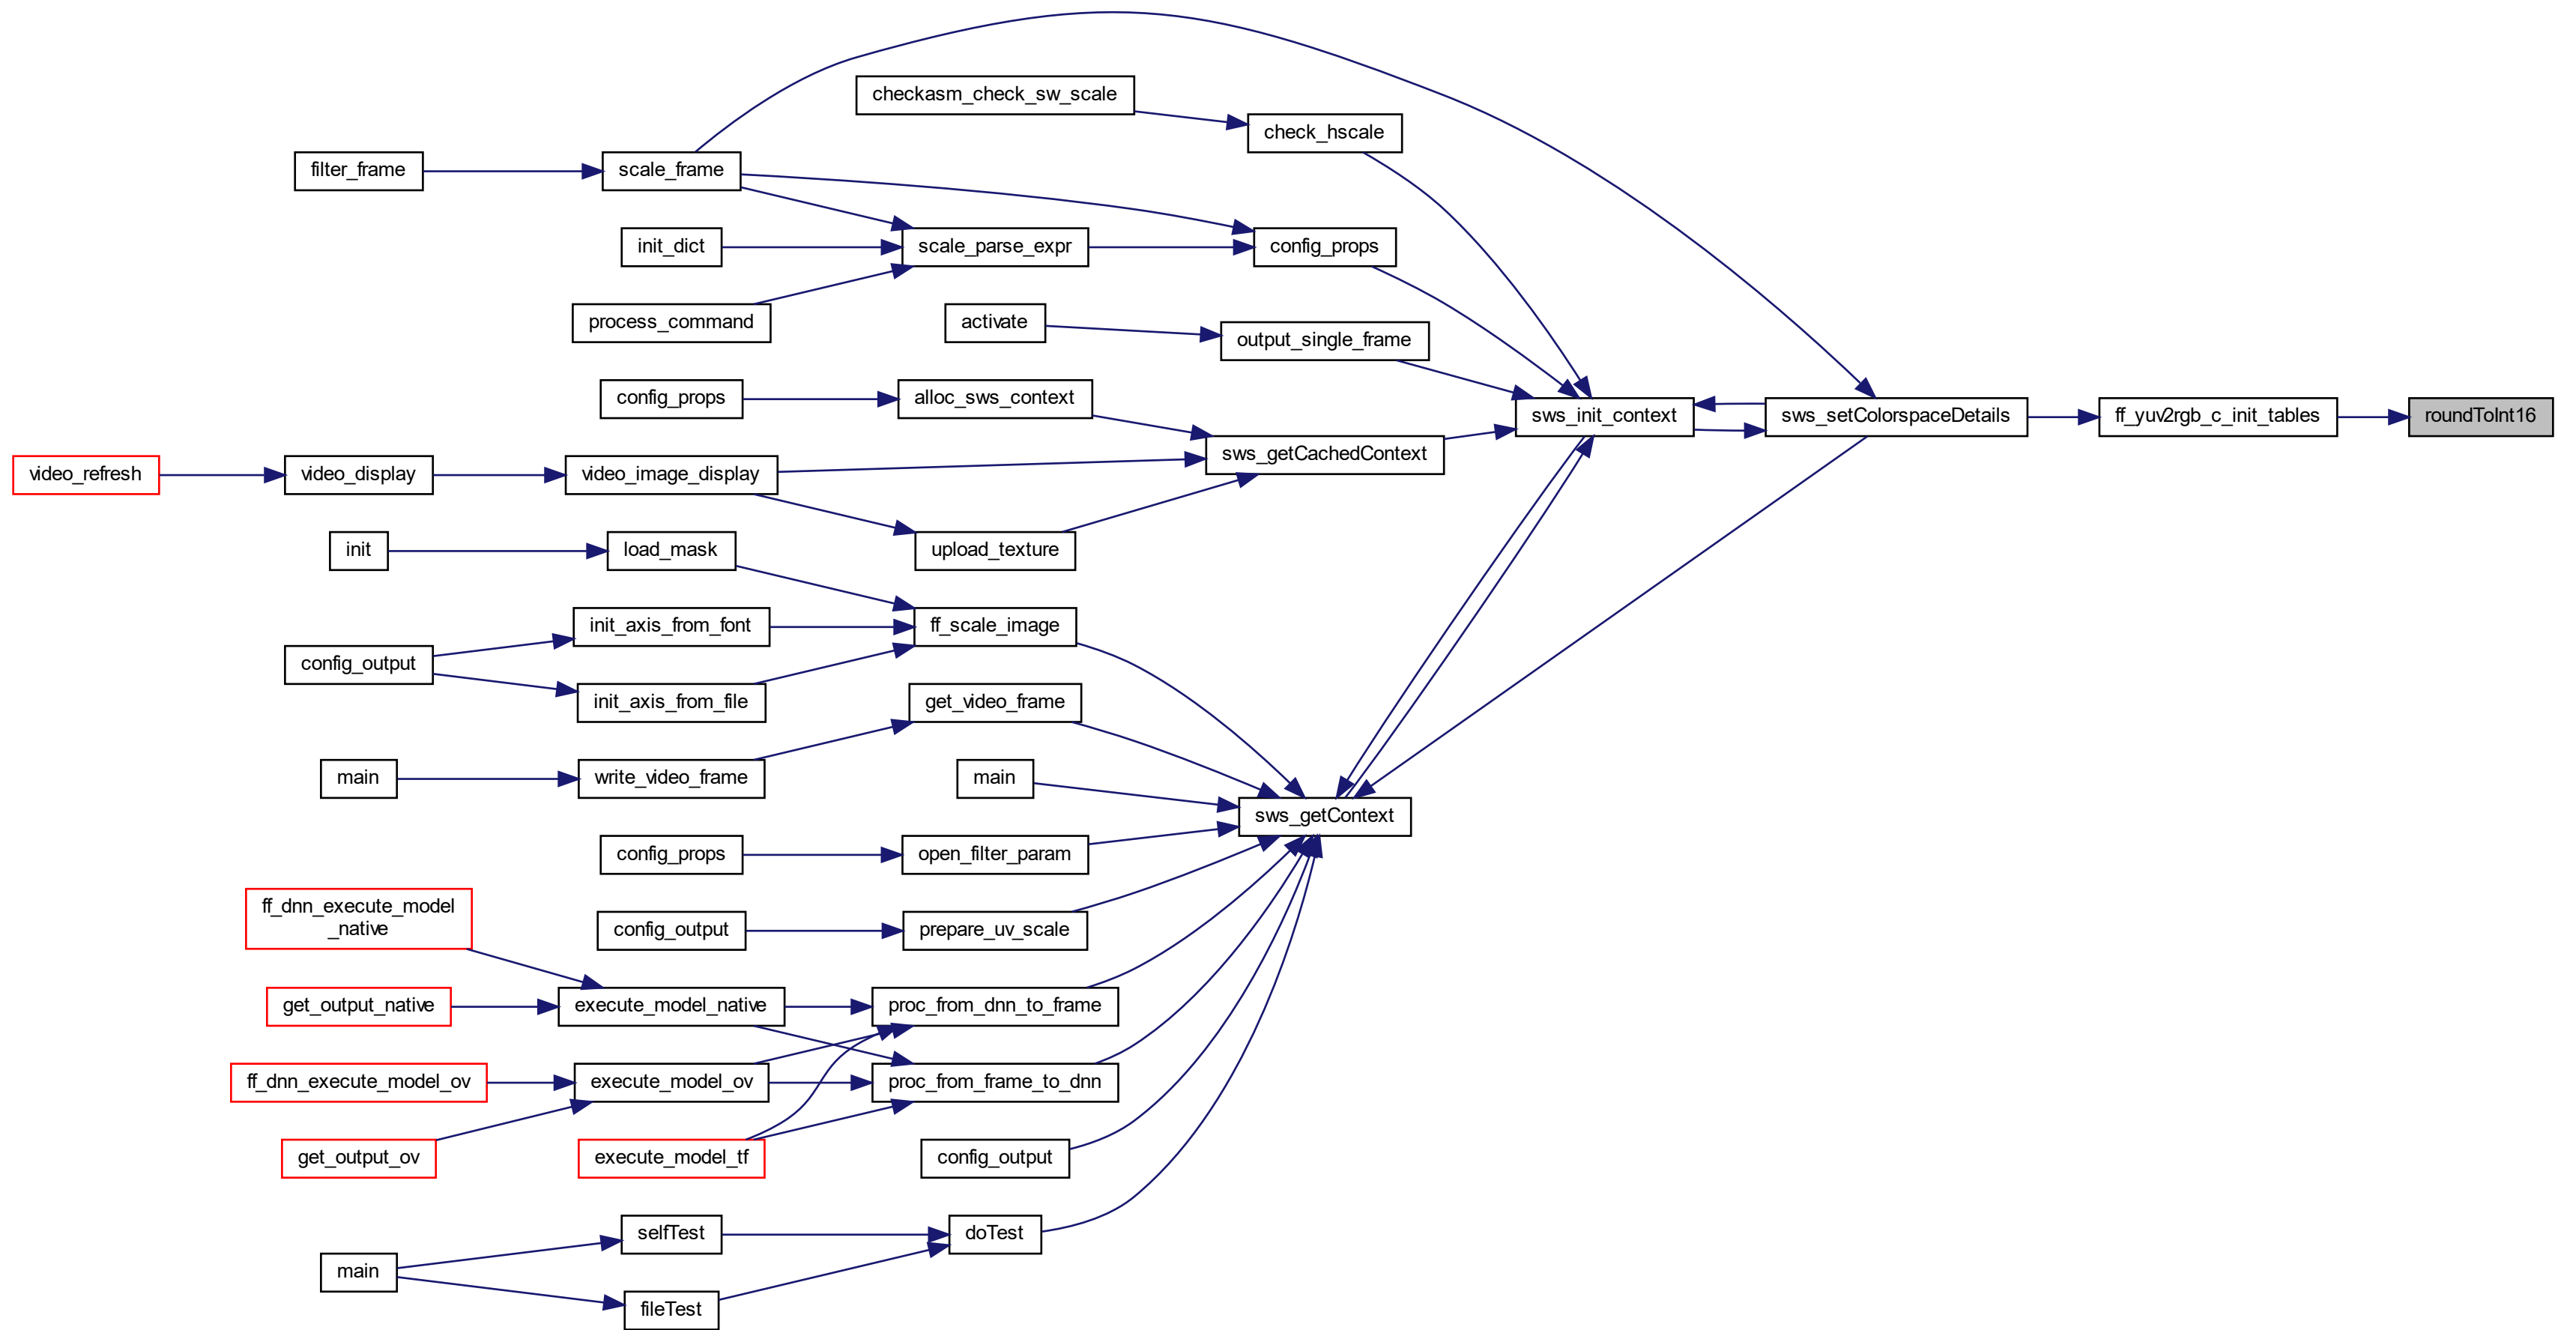 checkasm_check_sw_scale
check_hscale
filter_frame
scale_frame
init_dict
scale_parse_expr
config_props
process_command
activate
output_single_frame
config_props
alloc_sws_context
sws_init_context
sws_setColorspaceDetails
ff_yuv2rgb_c_init_tables
roundToInt16
video_refresh
video_display
video_image_display
sws_getCachedContext
init
load_mask
upload_texture
init_axis_from_font
ff_scale_image
config_output
init_axis_from_file
get_video_frame
main
write_video_frame
main
sws_getContext
config_props
open_filter_param
ff_dnn_execute_model
_native
config_output
prepare_uv_scale
get_output_native
execute_model_native
proc_from_dnn_to_frame
ff_dnn_execute_model_ov
execute_model_ov
proc_from_frame_to_dnn
get_output_ov
execute_model_tf
config_output
selfTest
doTest
main
fileTest